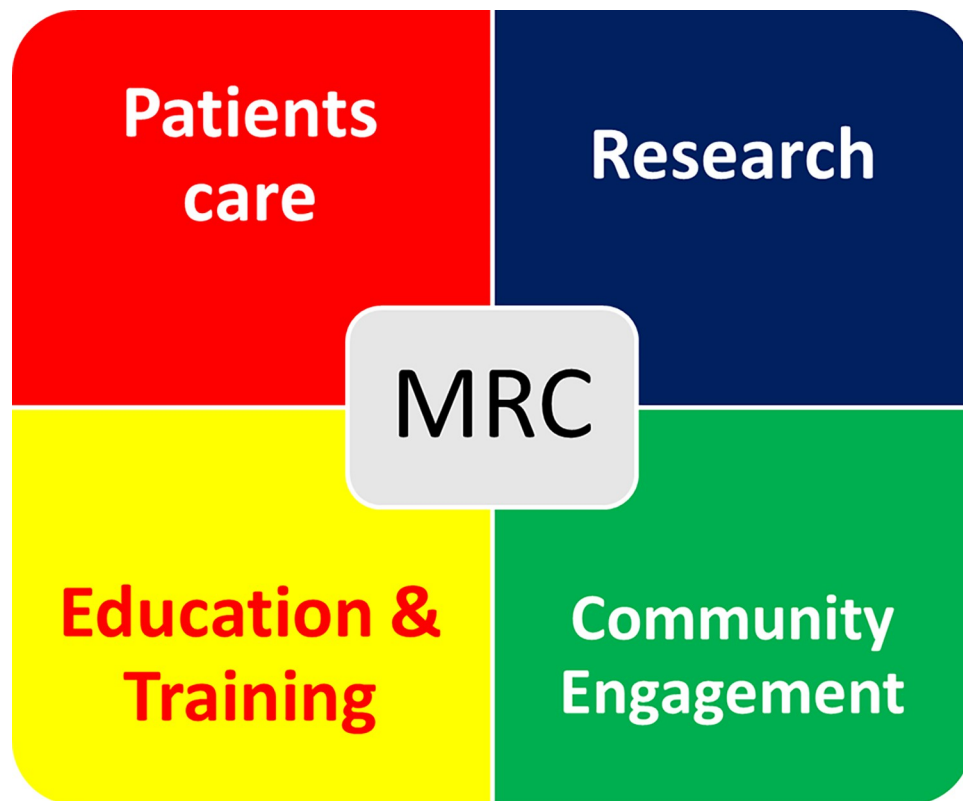 Patients
care
Research
MRC
Education &
Training
Community
Engagement